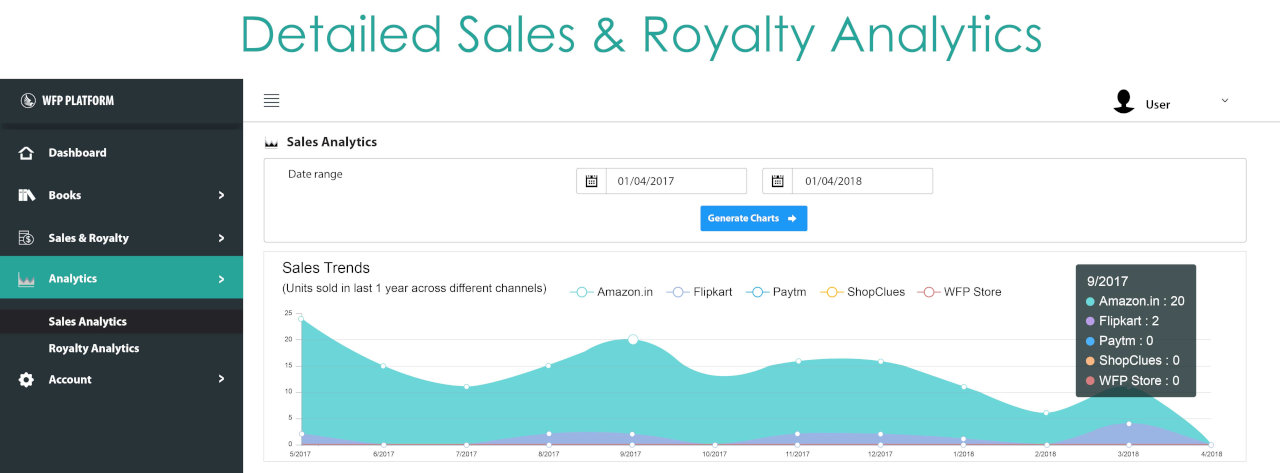 Detailed Sales & Royalty Analytics
WFP PLATFORM
User
Dashboard
Books
Sales & Royalty
Analytics
Sales Analytics
Royalty Analytics
Account
Sales Analytics
Date range
01/04/2017
01/04/2018
Generate Charts
Sales Trends
(Units sold in last 1 year across different channels)
Amazon.in
Flipkart
Paytm
ShopClues
WFP Store
9/2017
Amazon.in : 20
Flipkart : 2
Paytm : 0
ShopClues : 0
WFP Store : 0
25
20
15
10
5
0
5/2017
6/2017
7/2017
8/2017
9/2017
10/2017
11/2017
12/2017
1/2018
2/2018
3/2018
4/2018